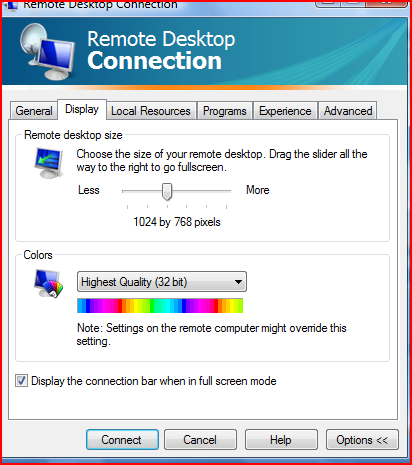 Remote Desktop Connection
Remote Desktop
Connection
General Display Local Resources Programs Experience Advanced
Remote desktop size
Choose the size of your remote desktop. Drag the slider all the
way to the right to go fullscreen.
Less More
1024 by 768 pixels
Colors
Highest Quality (32 bit)
Note: Settings on the remote computer might override this
setting.
Display the connection bar when in full screen mode
Connect Cancel Help Options <<